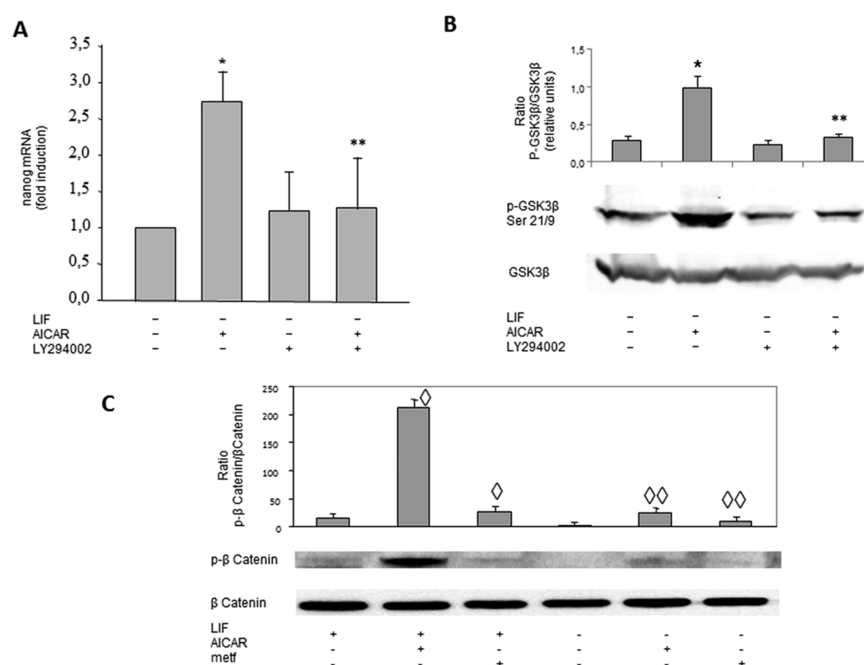 A
3,5
3,0
2,5
2,0
1,5
1,0
0,5
0,0
nanog mRNA
(fold induction)
*
**
LIF - - - -
AICAR - + - +
LY294002 - - + +
B
1,5
1,0
0,5
0,0
Ratio
P-GSK3β/GSK3β
(relative units)
*
**
p-GSK3β
Ser 21/9
GSK3β
LIF - - - -
AICAR - + - +
LY294002 - - + +
C
250
200
150
100
50
0
Ratio
p-β Catenin/βCatenin
◊
◊
◊◊
◊◊
p-β Catenin
β Catenin
LIF + + + - - -
AICAR - + - - + -
metf - - + - - +